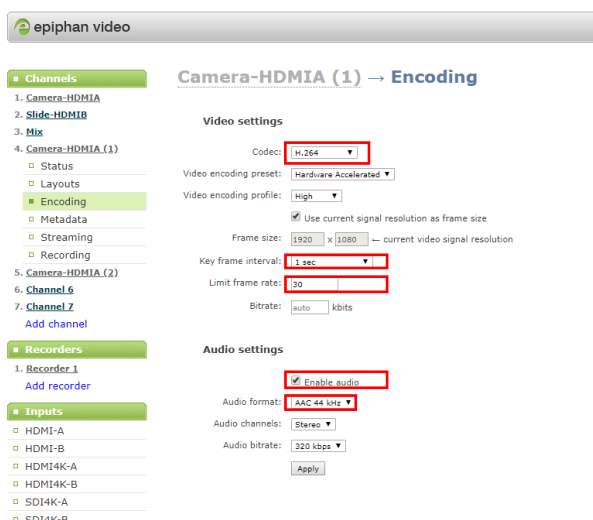 epiphan video
Channels
1. Camera-HDMIA
2. Slide-HDMIB
3. Mix
4. Camera-HDMIA (1)
Status
Layouts
Encoding
Metadata
Streaming
Recording
5. Camera-HDMIA (2)
6. Channel 6
7. Channel 7
Add channel
Recorders
1. Recorder 1
Add recorder
Inputs
HDMI-A
HDMI-B
HDMI4K-A
HDMI4K-B
SDI4K-A
SDI4K-B
Camera-HDMIA (1) → Encoding
Video settings
Codec: H.264
Video encoding preset: Hardware Accelerated
Video encoding profile: High
Use current signal resolution as frame size
Frame size: 1920 x 1080 ← current video signal resolution
Key frame interval: 1 sec
Limit frame rate: 30
Bitrate: auto kbits
Audio settings
Enable audio
Audio format: AAC 44 kHz
Audio channels: Stereo
Audio bitrate: 320 kbps
Apply